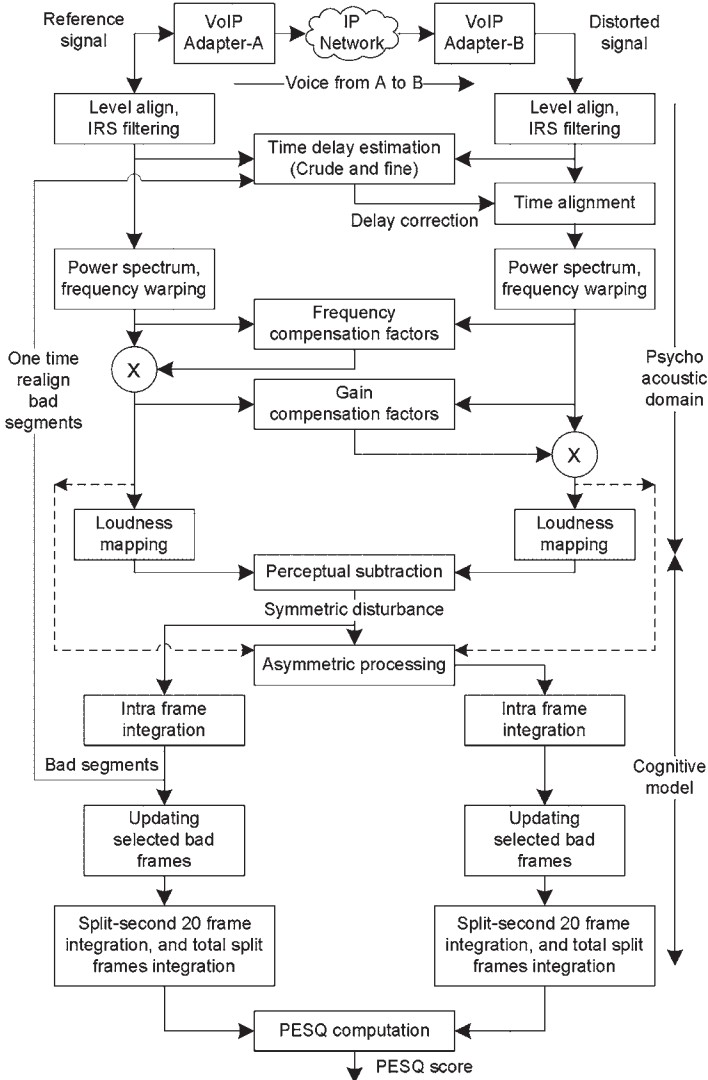 Reference
signal
VoIP
Adapter-A
IP
Network
VoIP
Adapter-B
Distorted
signal
Voice from A to B
Level align,
IRS filtering
Level align,
IRS filtering
Time delay estimation
(Crude and fine)
Delay correction
Time alignment
Power spectrum,
frequency warping
Power spectrum,
frequency warping
Frequency
compensation factors
X
One time
realign
bad
segments
Psycho
acoustic
domain
Gain
compensation factors
X
Loudness
mapping
Loudness
mapping
Perceptual subtraction
Symmetric disturbance
Asymmetric processing
Intra frame
integration
Intra frame
integration
Bad segments
Cognitive
model
Updating
selected bad
frames
Updating
selected bad
frames
Split-second 20 frame
integration, and total split
frames integration
Split-second 20 frame
integration, and total split
frames integration
PESQ computation
PESQ score